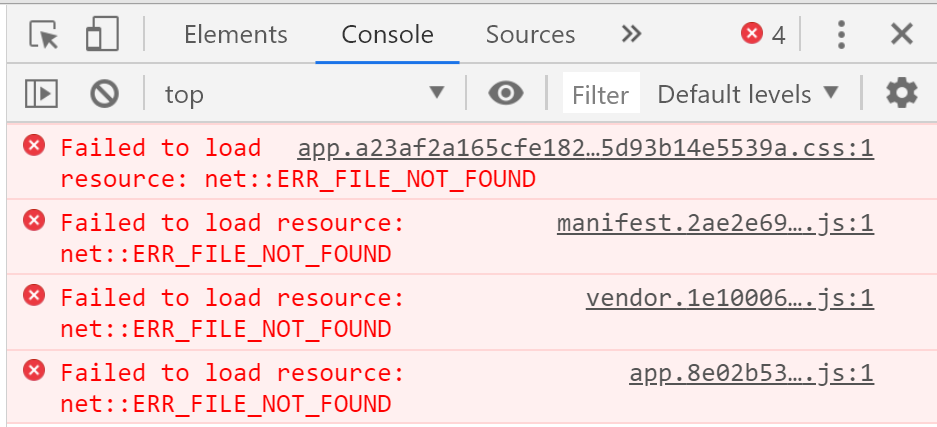 Elements Console Sources » 4
top Filter Default levels
Failed to load app.a23af2a165cfe182…5d93b14e5539a.css:1
resource: net::ERR_FILE_NOT_FOUND
Failed to load resource: manifest.2ae2e69….js:1
net::ERR_FILE_NOT_FOUND
Failed to load resource: vendor.1e10006….js:1
net::ERR_FILE_NOT_FOUND
Failed to load resource: app.8e02b53….js:1
net::ERR_FILE_NOT_FOUND